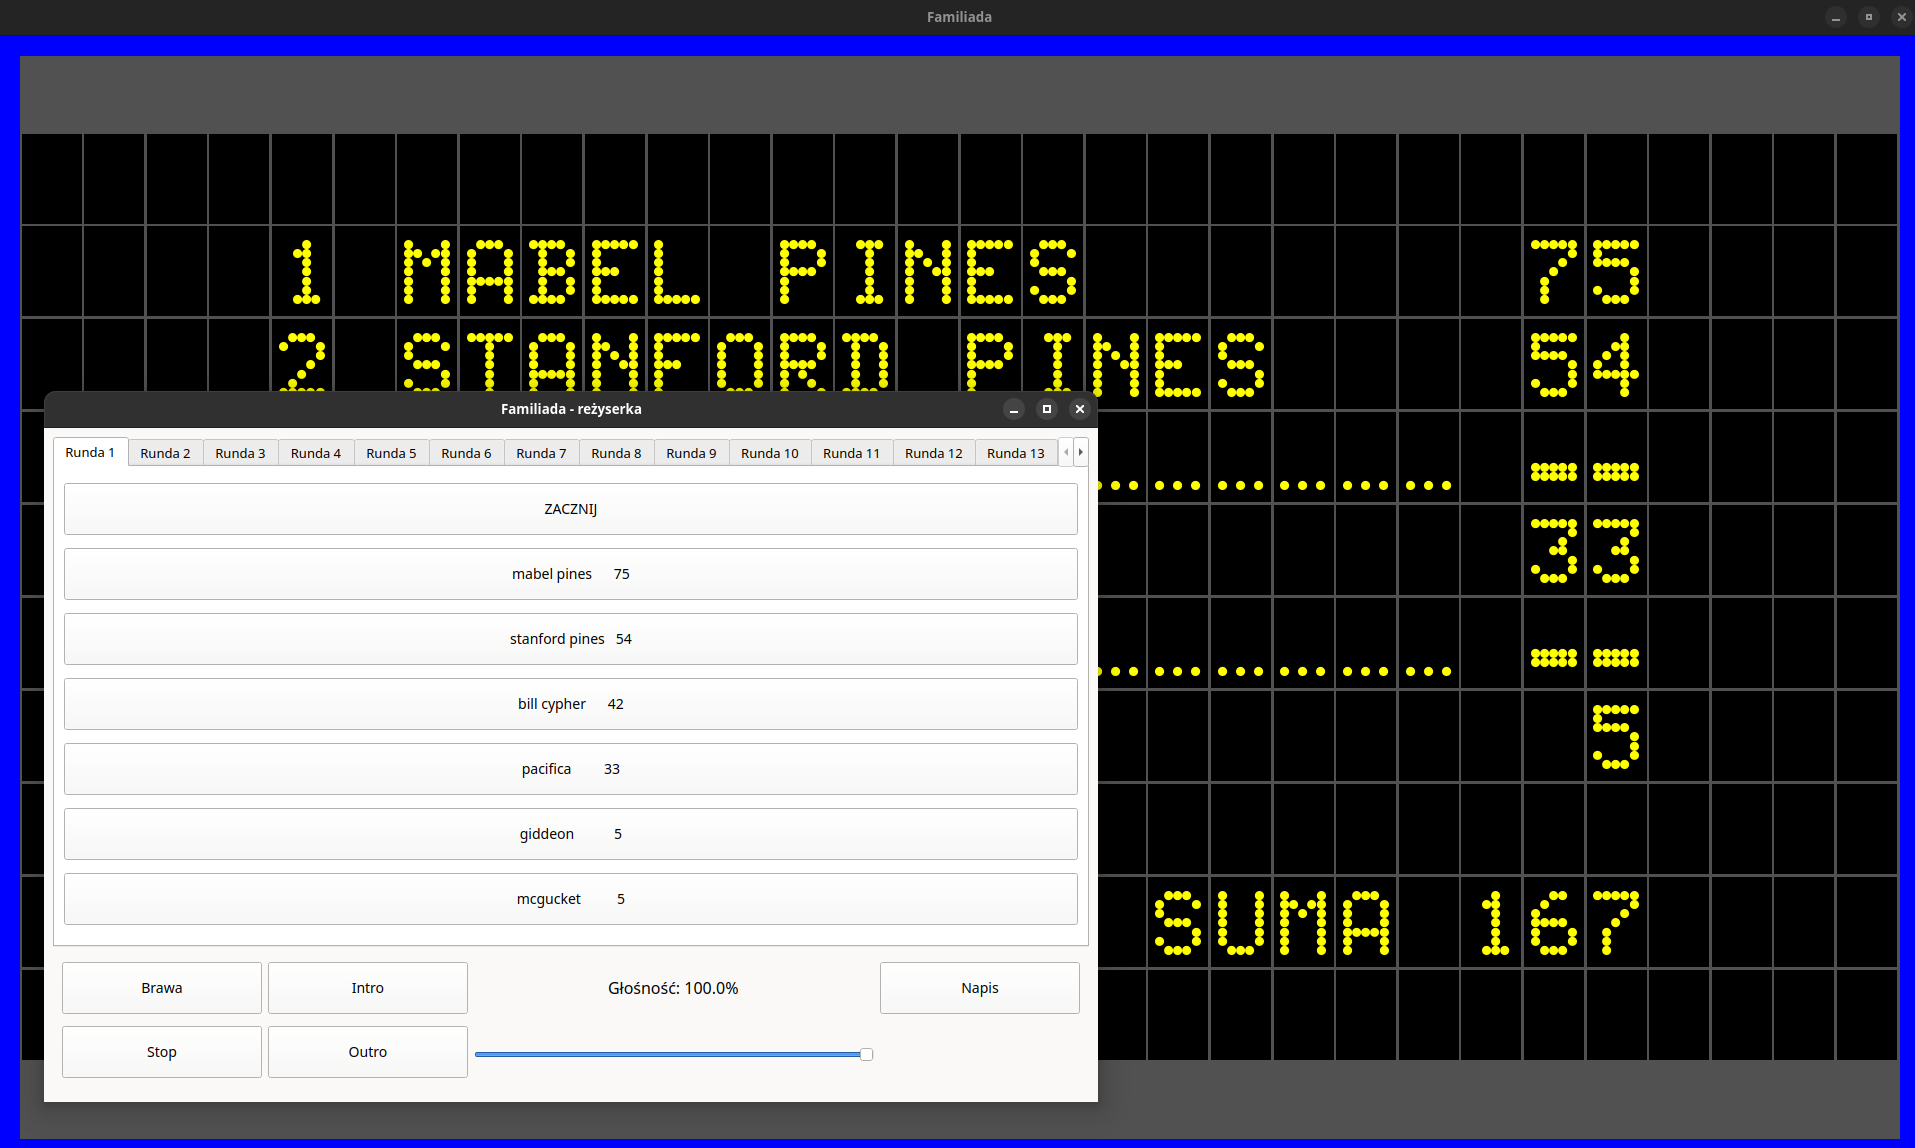 Familiada
1 MABEL PINES 75
2 STANFORD PINES 54
Familiada - reżyserka
Runda 1 Runda 2 Runda 3 Runda 4 Runda 5 Runda 6 Runda 7 Runda 8 Runda 9 Runda 10 Runda 11 Runda 12 Runda 13
ZACZNIJ
mabel pines 75
stanford pines 54
bill cypher 42
pacifica 33
giddeon 5
mcgucket 5
.................. ==
33
.................. ==
5
SUMA 167
Brawa Intro Głośność: 100.0% Napis
Stop Outro